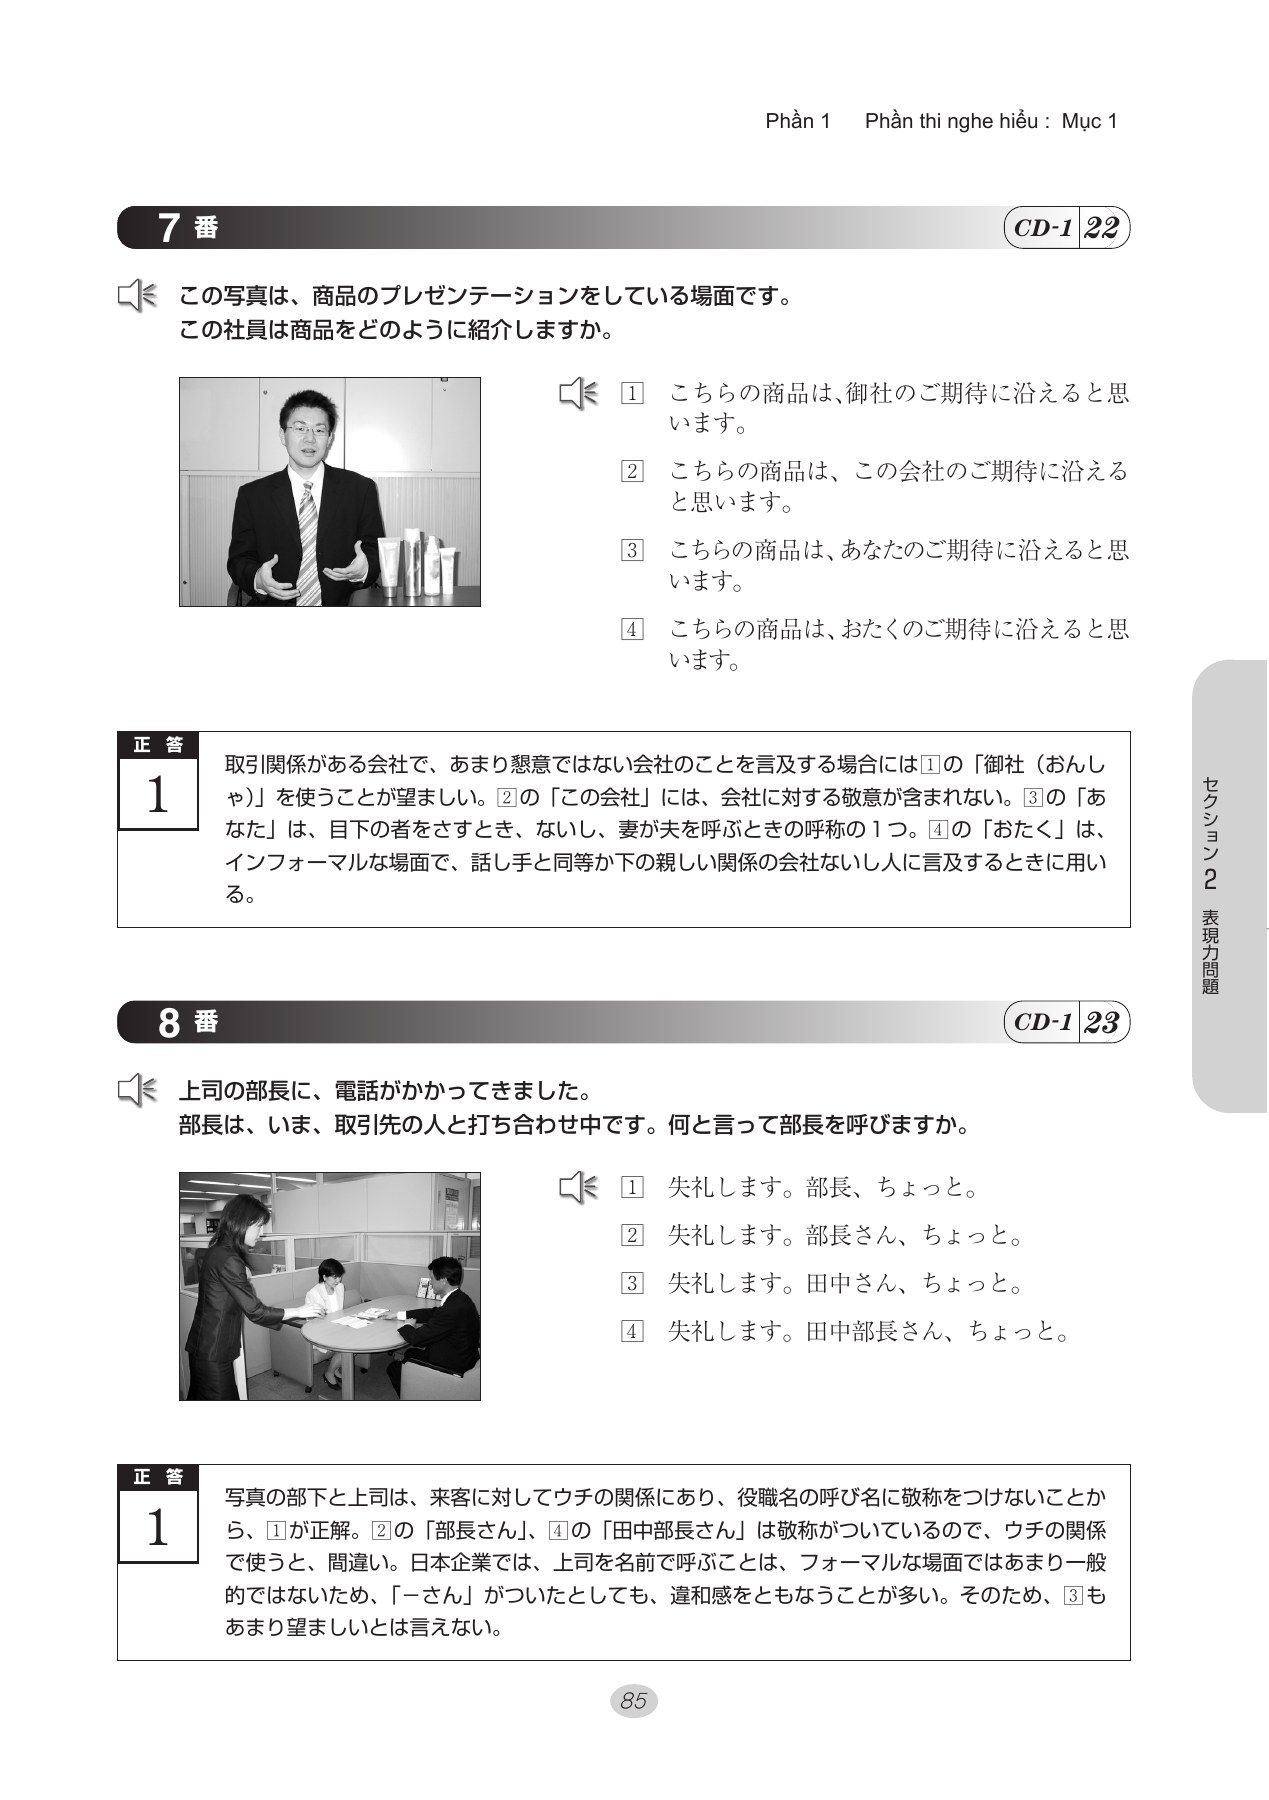 Phần 1 Phần thi nghe hiểu : Mục 1
7 番 CD-1 22
この写真は、商品のプレゼンテーションをしている場面です。
この社員は商品をどのように紹介しますか。
1 こちらの商品は、御社のご期待に沿えると思
います。
2 こちらの商品は、この会社のご期待に沿える
と思います。
3 こちらの商品は、あなたのご期待に沿えると思
います。
4 こちらの商品は、おたくのご期待に沿えると思
います。
正 答
1
取引関係がある会社で、あまり懇意ではない会社のことを言及する場合には1の「御社（おんし
ゃ）」を使うことが望ましい。2の「この会社」には、会社に対する敬意が含まれない。3の「あ
なた」は、目下の者をさすとき、ないし、妻が夫を呼ぶときの呼称の１つ。4の「おたく」は、
インフォーマルな場面で、話し手と同等か下の親しい関係の会社ないし人に言及するときに用い
る。
8 番 CD-1 23
上司の部長に、電話がかかってきました。
部長は、いま、取引先の人と打ち合わせ中です。何と言って部長を呼びますか。
1 失礼します。部長、ちょっと。
2 失礼します。部長さん、ちょっと。
3 失礼します。田中さん、ちょっと。
4 失礼します。田中部長さん、ちょっと。
正 答
1
写真の部下と上司は、来客に対してウチの関係にあり、役職名の呼び名に敬称をつけないことか
ら、1が正解。2の「部長さん」、4の「田中部長さん」は敬称がついているので、ウチの関係
で使うと、間違い。日本企業では、上司を名前で呼ぶことは、フォーマルな場面ではあまり一般
的ではないため、「－さん」がついたとしても、違和感をともなうことが多い。そのため、3も
あまり望ましいとは言えない。
セクション2 表現力問題
85